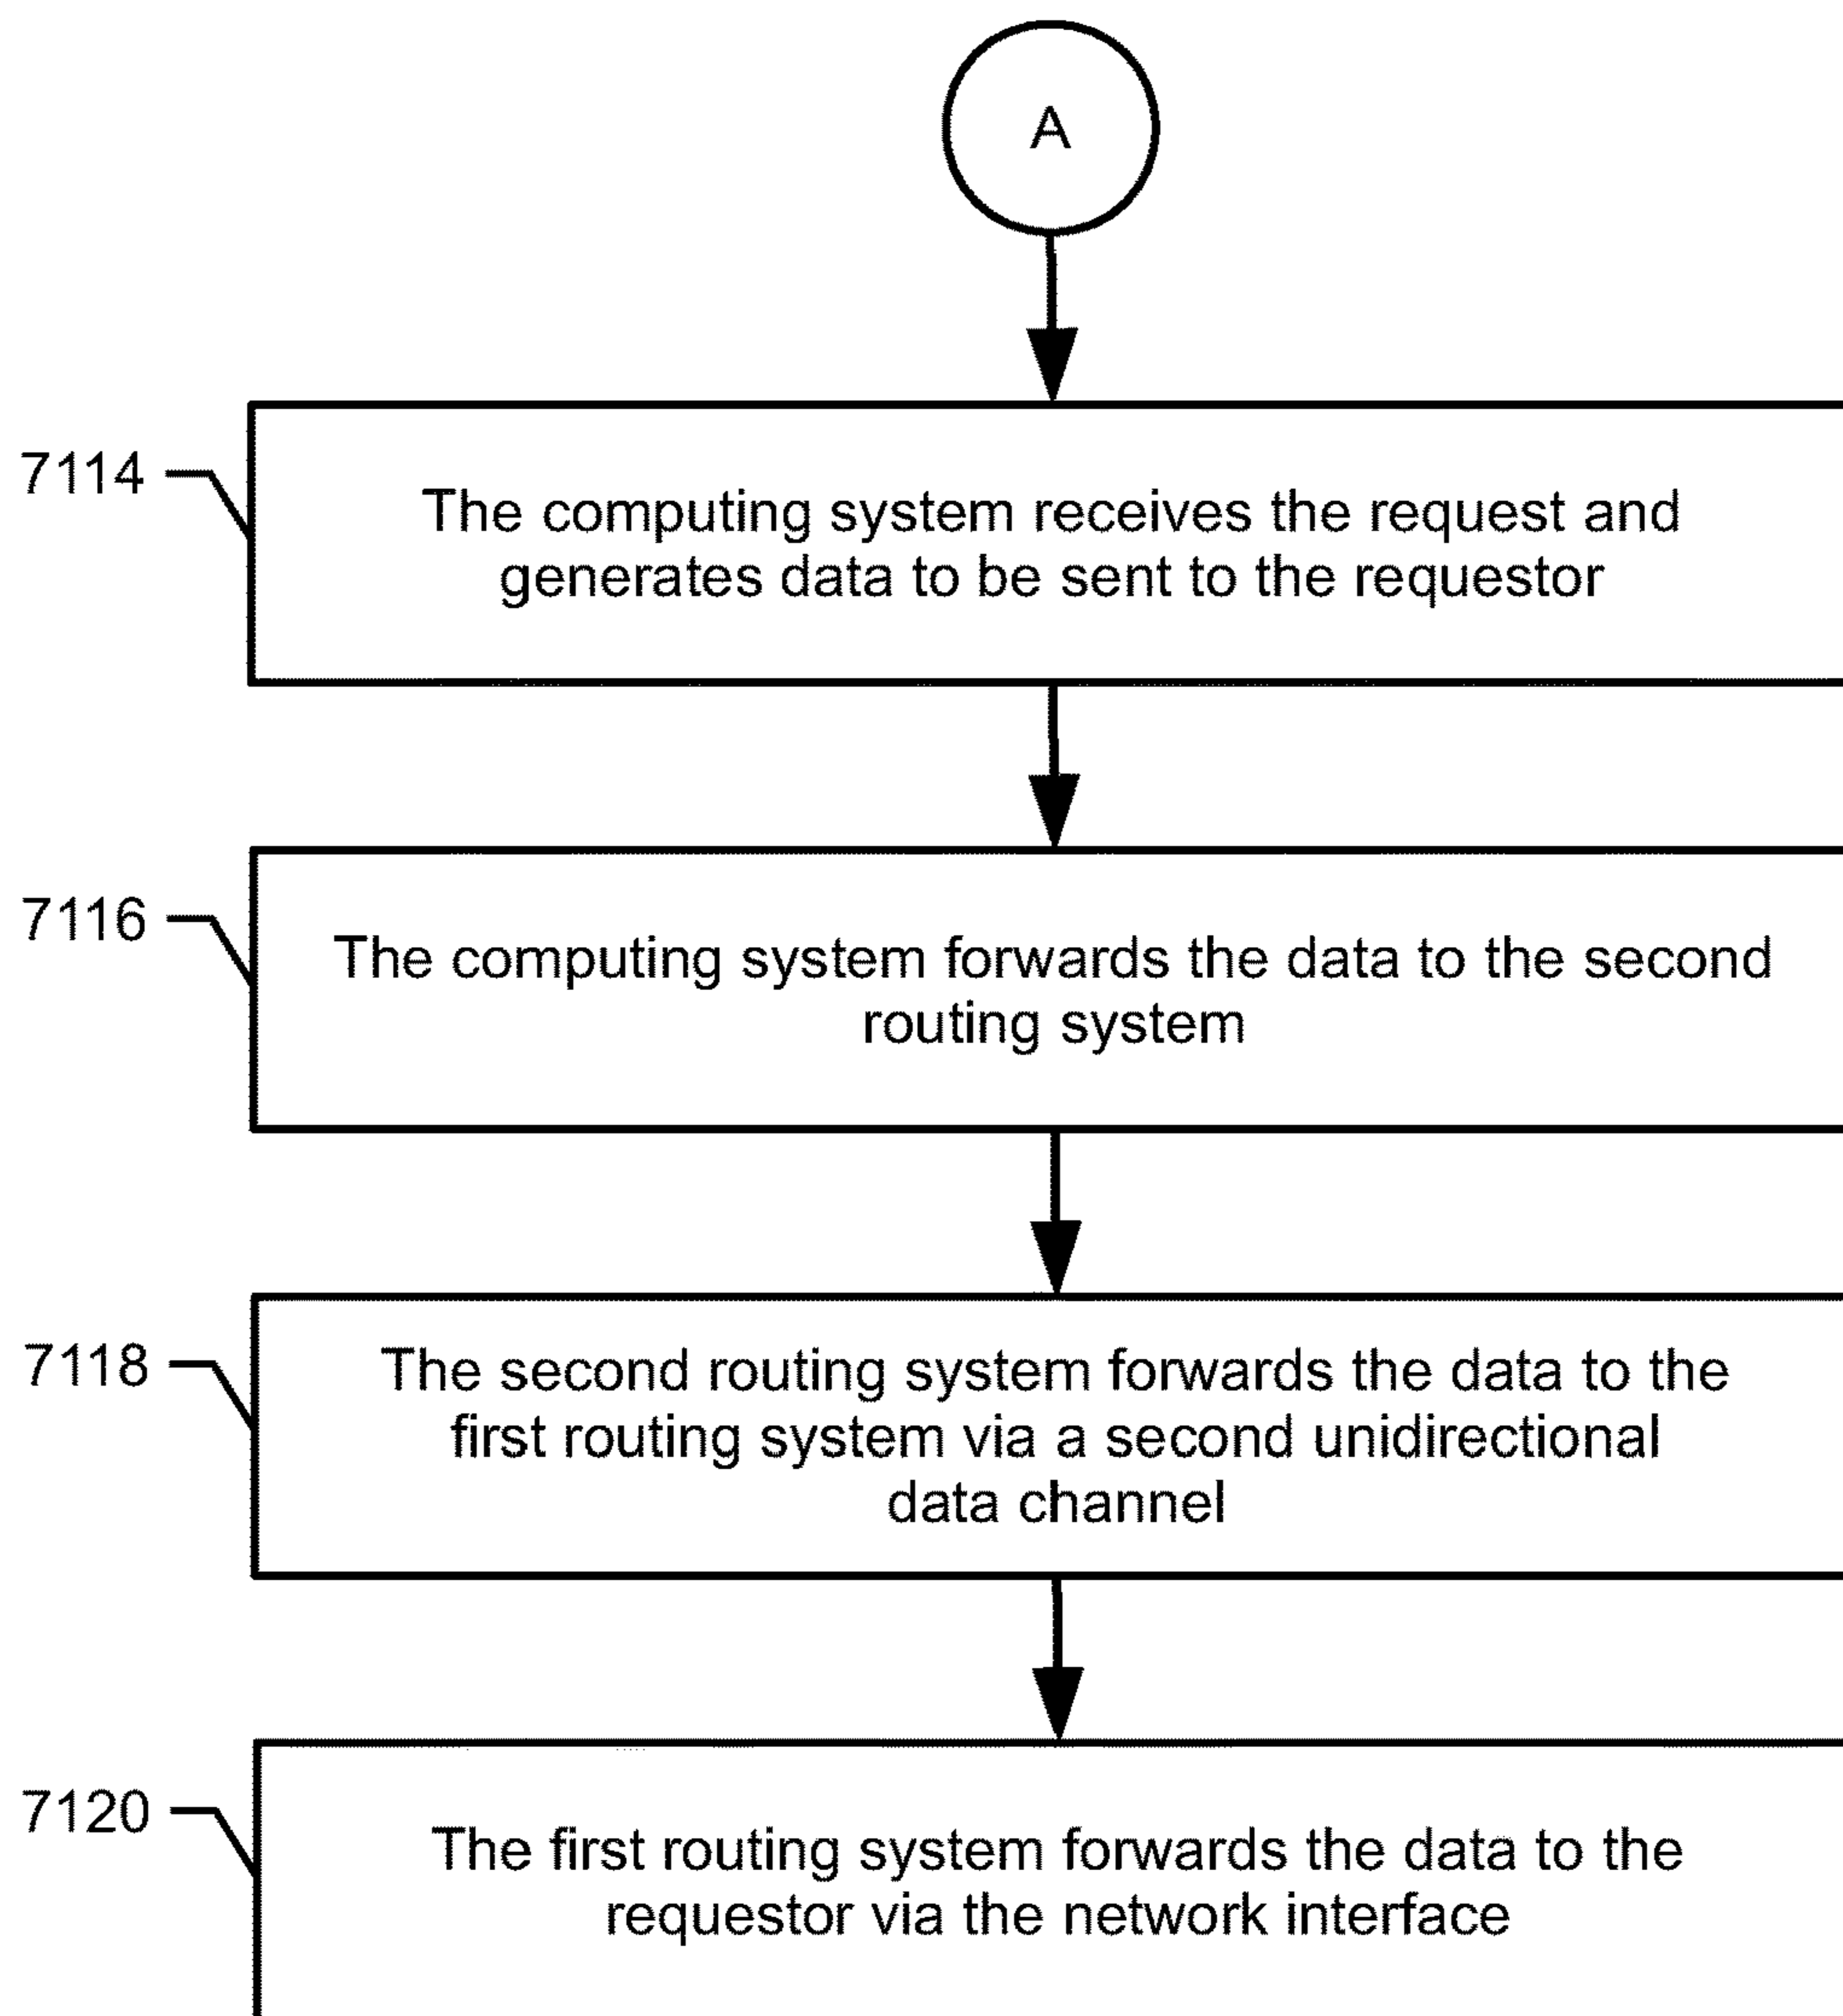 A
7114
The computing system receives the request and
generates data to be sent to the requestor
7116
The computing system forwards the data to the second
routing system
7118
The second routing system forwards the data to the
first routing system via a second unidirectional
data channel
7120
The first routing system forwards the data to the
requestor via the network interface